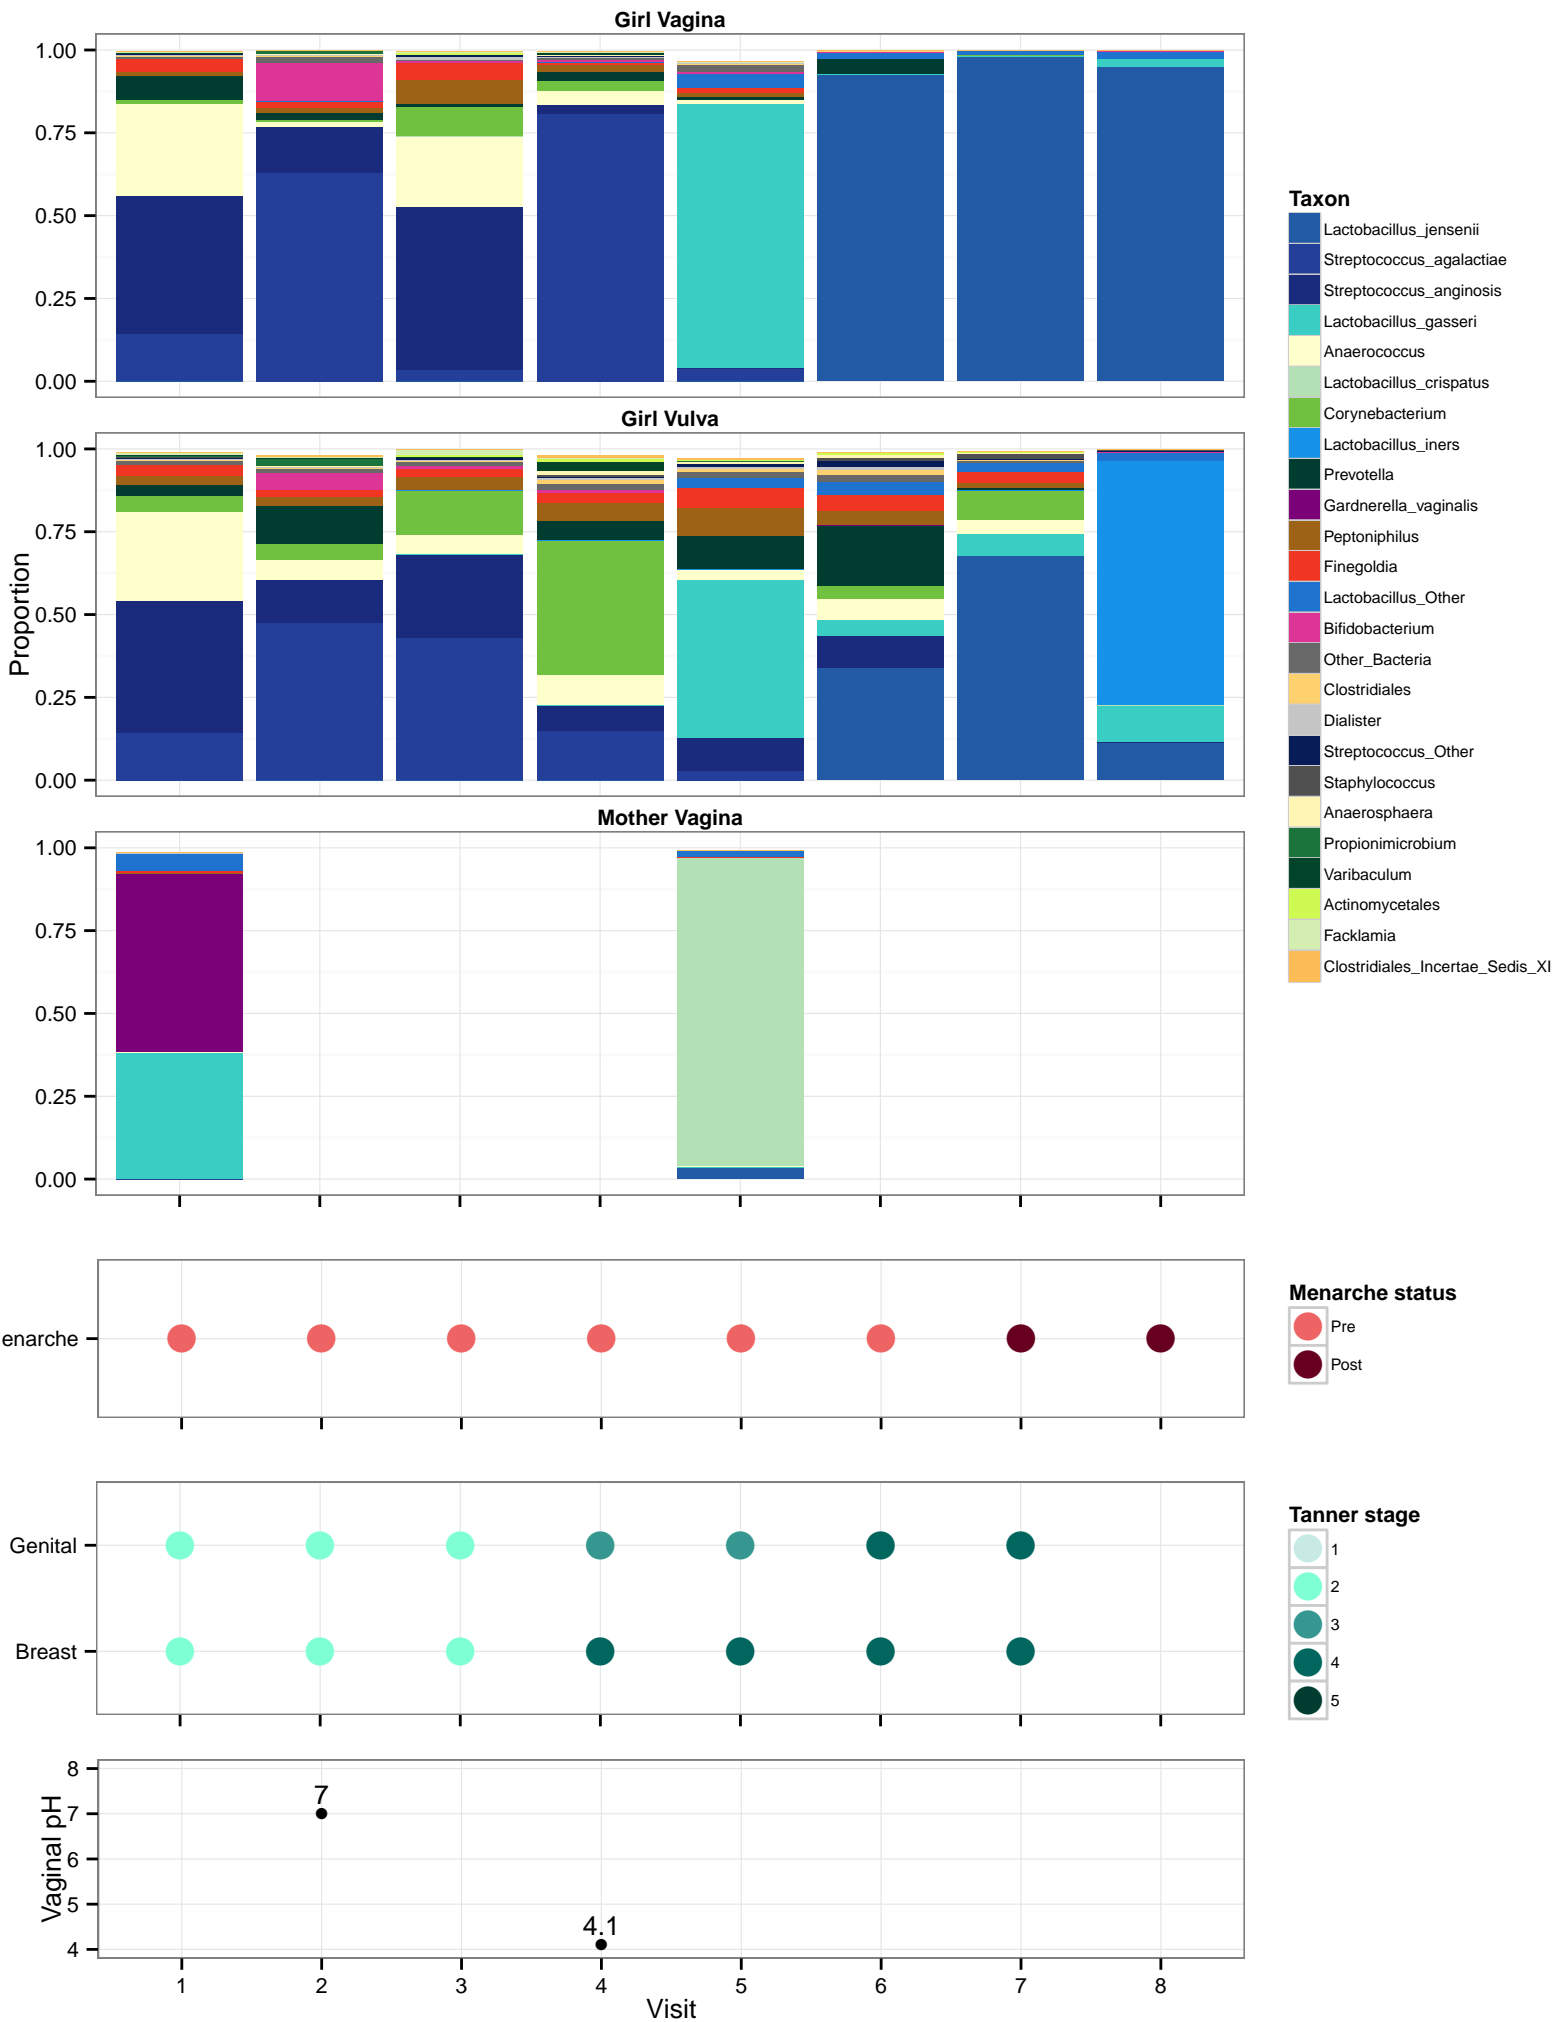 Girl Vagina
1.00
0.75
0.50
0.25
0.00
Girl Vulva
1.00
0.75
0.50
0.25
0.00
Proportion
Mother Vagina
1.00
0.75
0.50
0.25
0.00
Taxon
Lactobacillus_jensenii
Streptococcus_agalactiae
Streptococcus_anginosis
Lactobacillus_gasseri
Anaerococcus
Lactobacillus_crispatus
Corynebacterium
Lactobacillus_iners
Prevotella
Gardnerella_vaginalis
Peptoniphilus
Finegoldia
Lactobacillus_Other
Bifidobacterium
Other_Bacteria
Clostridiales
Dialister
Streptococcus_Other
Staphylococcus
Anaerosphaera
Propionimicrobium
Varibaculum
Actinomycetales
Facklamia
Clostridiales_Incertae_Sedis_XI
enarche
Menarche status
Pre
Post
Genital
Breast
Tanner stage
1
2
3
4
5
Vaginal pH
8
7
6
5
4
7
4.1
1 2 3 4 5 6 7 8
Visit